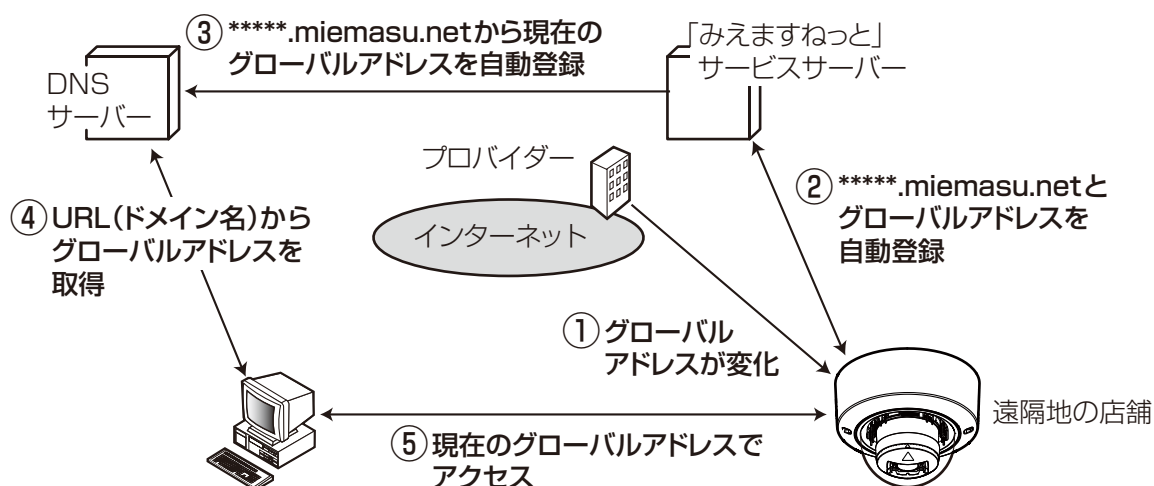 ③*****.miemasu.netから現在の
グローバルアドレスを自動登録
「みえますねっと」
サービスサーバー
DNS
サーバー
プロバイダー
②*****.miemasu.netと
グローバルアドレスを
自動登録
④URL(ドメイン名)から
グローバルアドレスを
取得
インターネット
①グローバル
アドレスが変化
遠隔地の店舗
⑤現在のグローバルアドレスで
アクセス